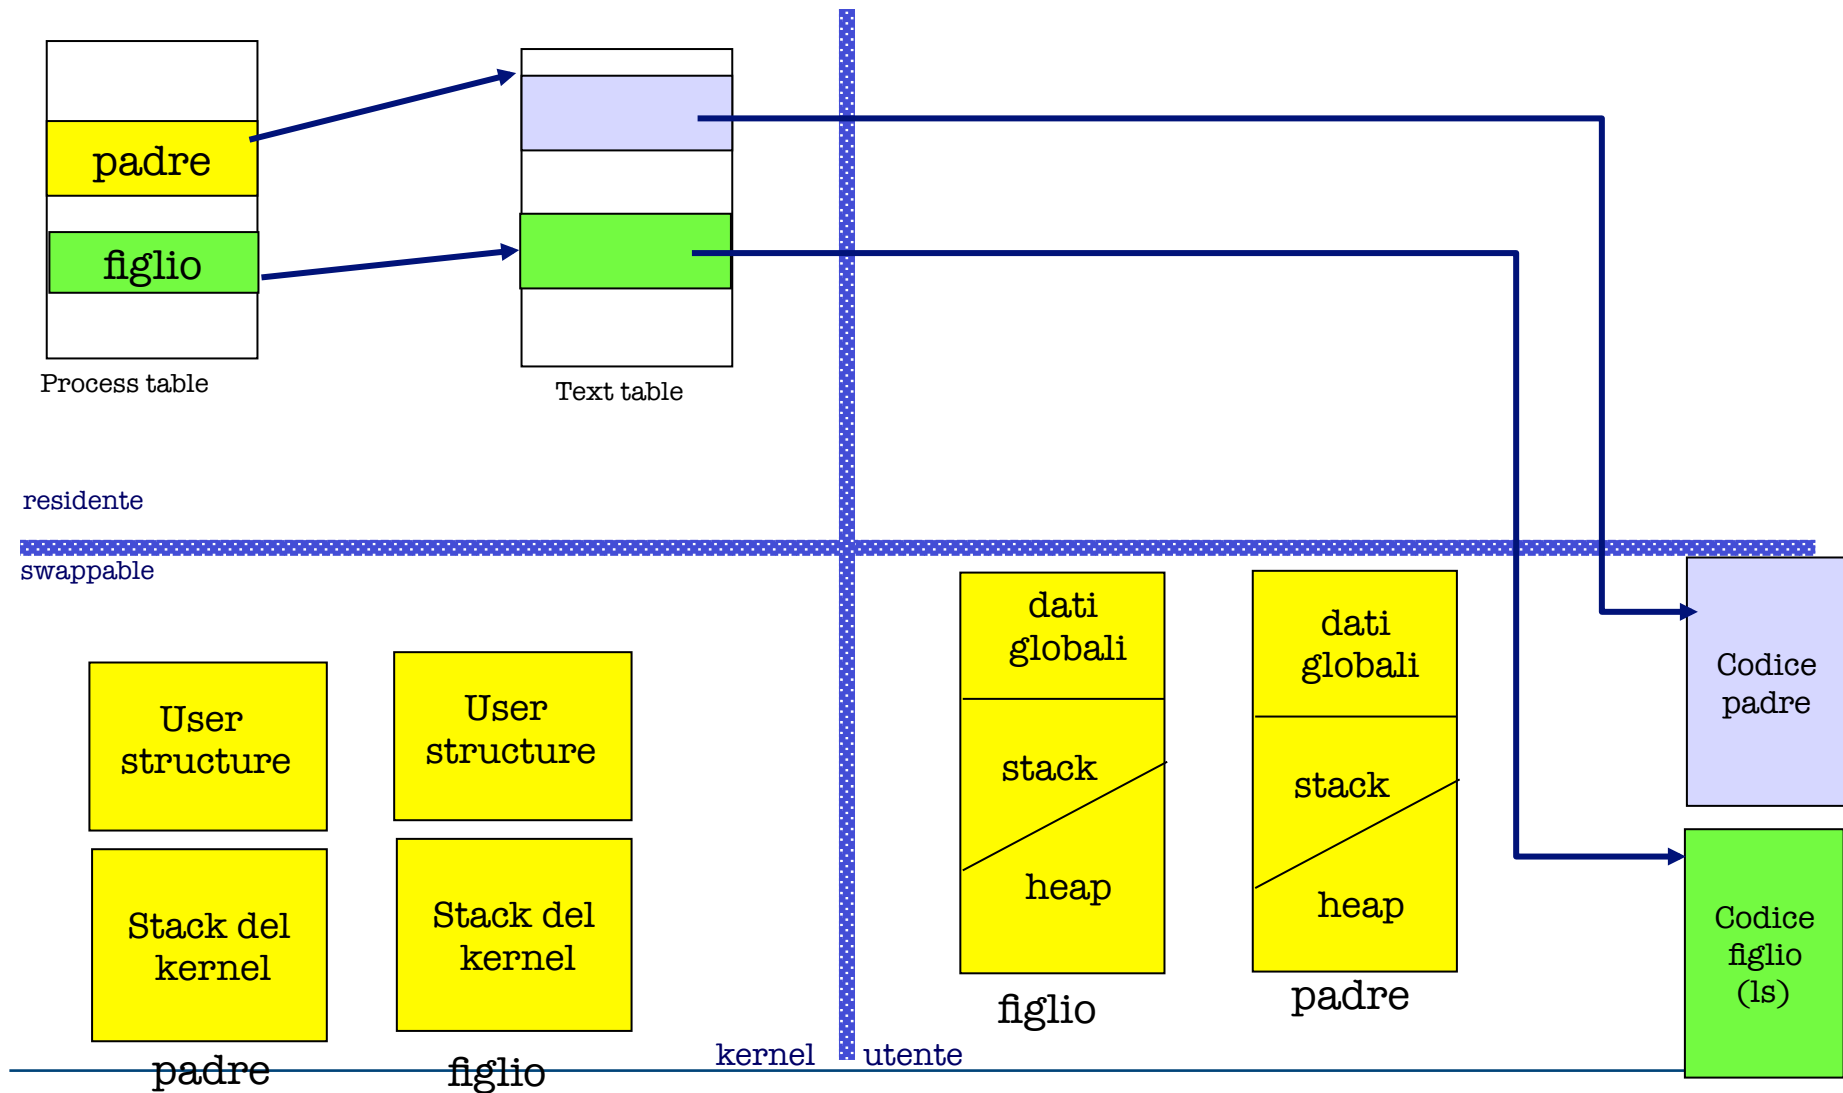 padre
figlio
Process table
Text table
residente
swappable
User
structure
Stack del
kernel
padre
User
structure
Stack del
kernel
figlio
kernel
utente
dati
globali
stack
heap
figlio
dati
globali
stack
heap
padre
Codice
padre
Codice
figlio
(ls)